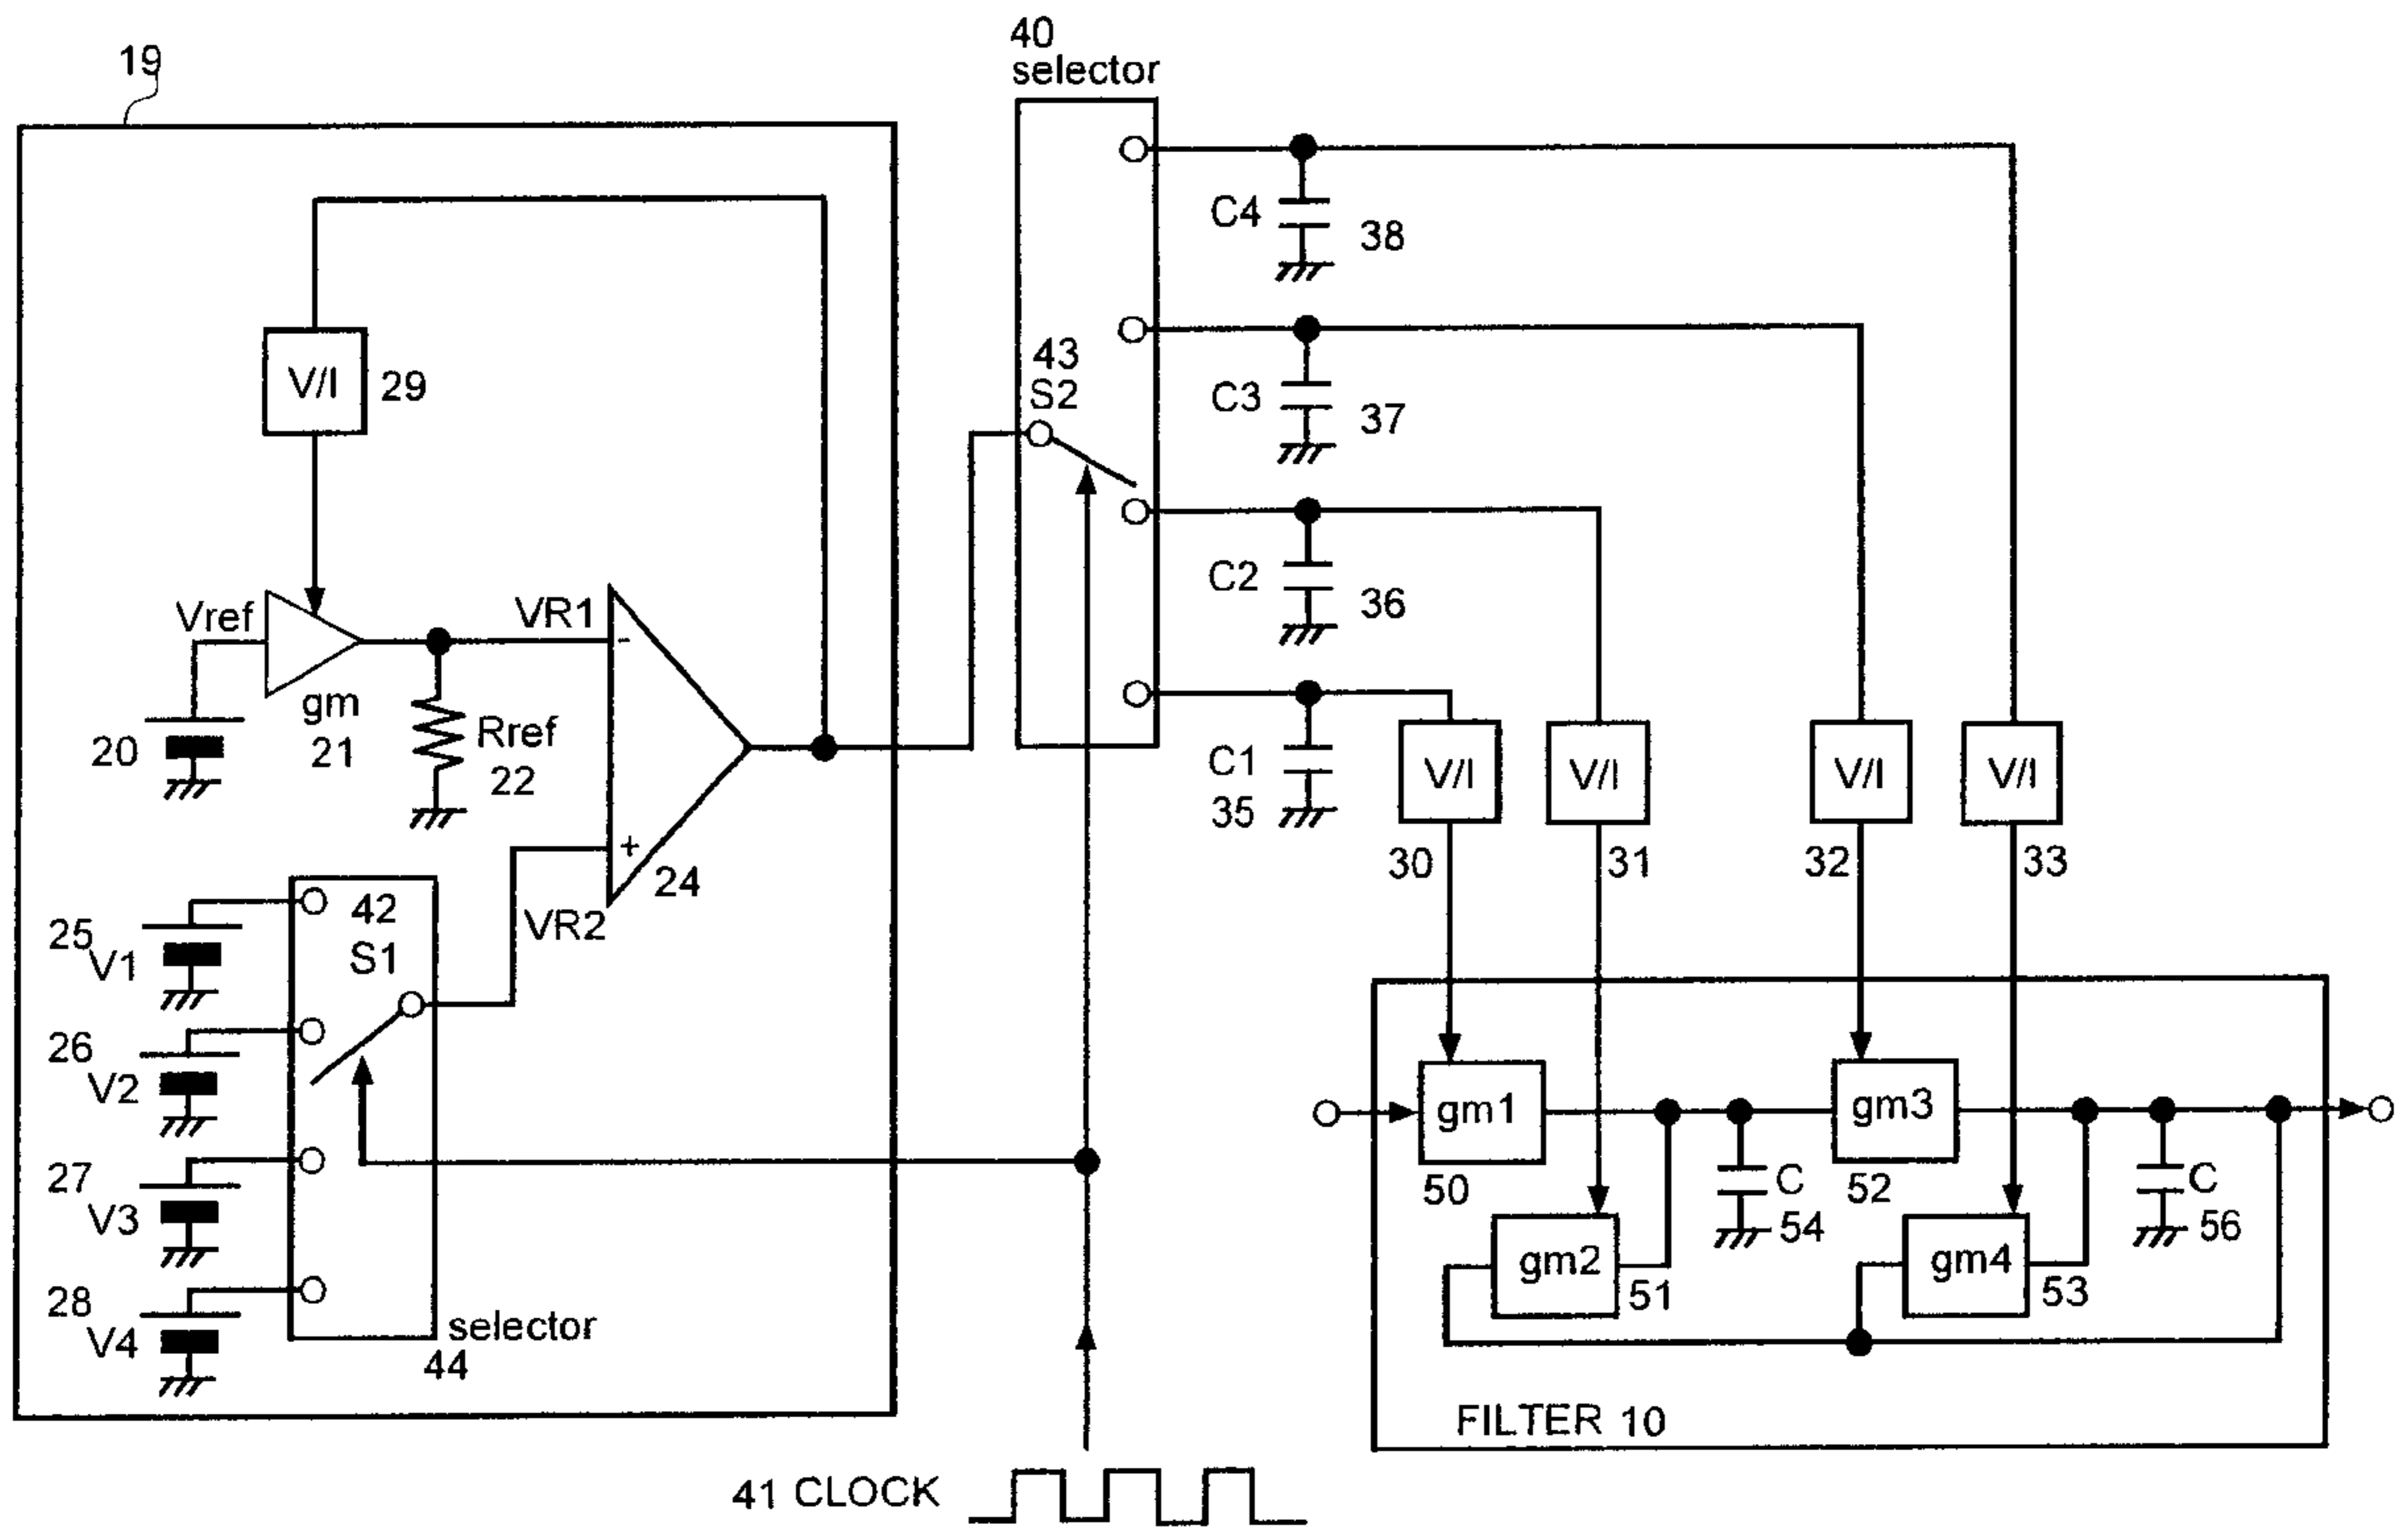 19
40
selector
C4
38
43
S2
V/I
29
C3
37
C2
36
Vref
VR1
-
gm
21
20
Rref
22
C1
35
V/I
V/I
V/I
V/I
30
31
32
33
+
24
VR2
42
S1
25
V1
26
V2
27
V3
28
V4
selector
44
gm1
50
gm2
51
C
54
gm3
52
gm4
53
C
56
FILTER 10
41 CLOCK